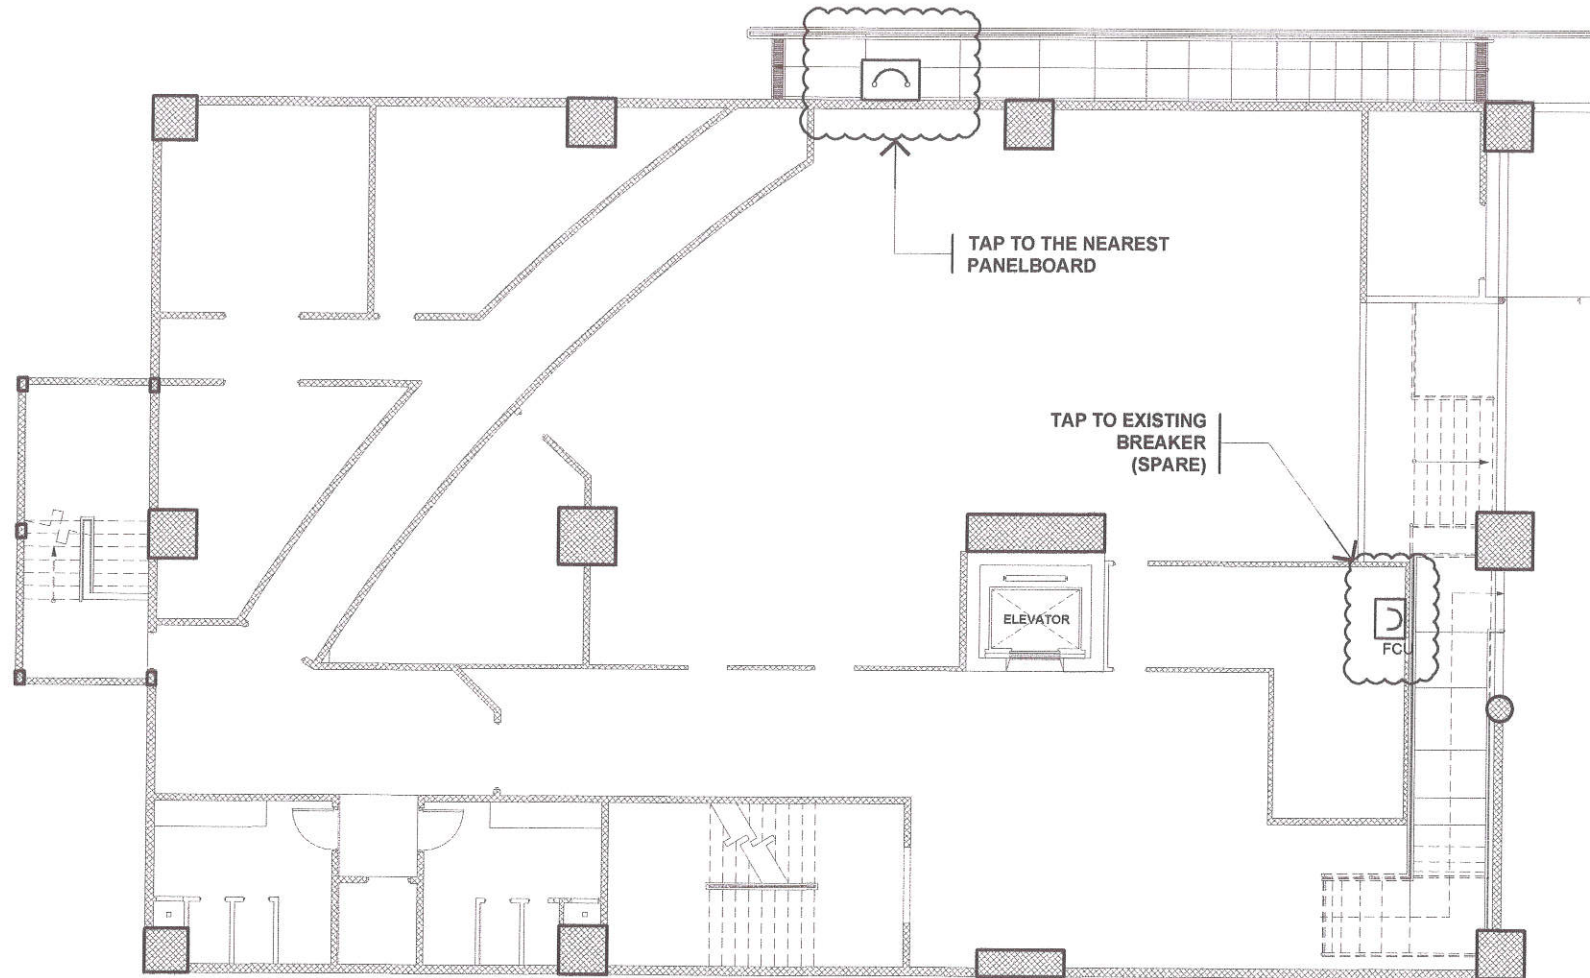 TAP TO THE NEAREST
PANELBOARD
TAP TO EXISTING
BREAKER
(SPARE)
ELEVATOR
FCU